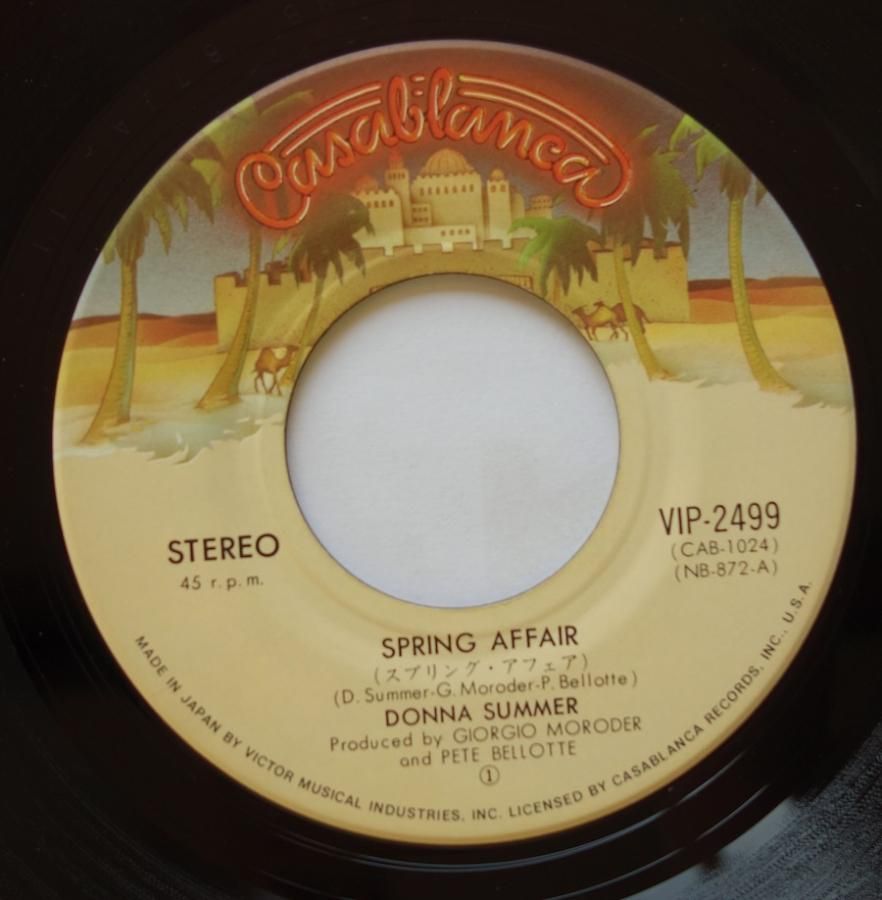 Casablanca
STEREO
45 r.p.m.
VIP-2499
(CAB-1024)
(NB-872-A)
SPRING AFFAIR
(スプリング・アフェア)
(D. Summer-G. Moroder-P. Bellotte)
DONNA SUMMER
Produced by GIORGIO MORODER
and PETE BELLOTTE
①
MADE IN JAPAN BY VICTOR MUSICAL INDUSTRIES, INC. LICENSED BY CASABLANCA RECORDS, INC., U.S.A.